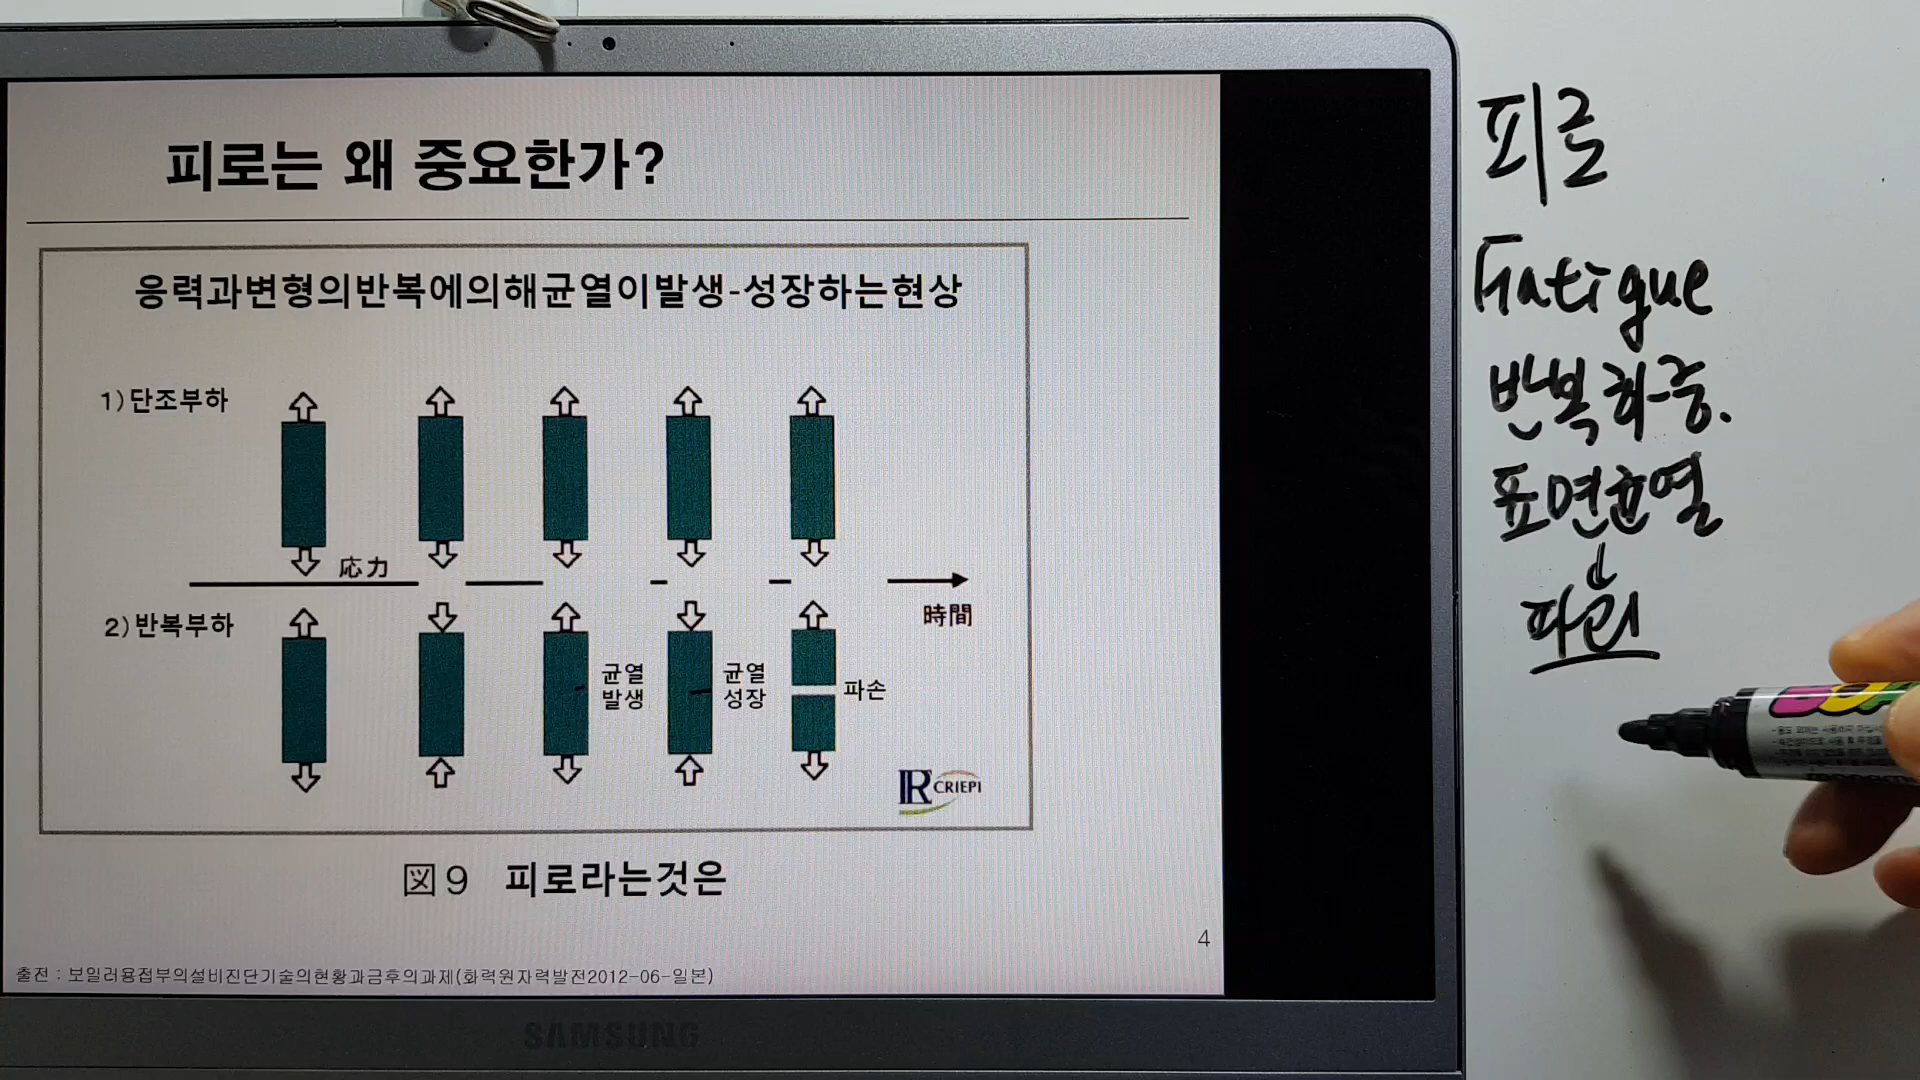 피로는 왜 중요한가?
응력과변형의반복에의해균열이발생-성장하는현상
1)단조부하
応力
時間
2)반복부하
균열
발생
균열
성장
파손
R CRIEPI
図9 피로라는것은
4
출전 : 보일러용접부의설비진단기술의현황과금후의과제(화력원자력발전2012-06-일본)
SAMSUNG
피로
Fatigue
반복하중.
표면균열
↓
파괴